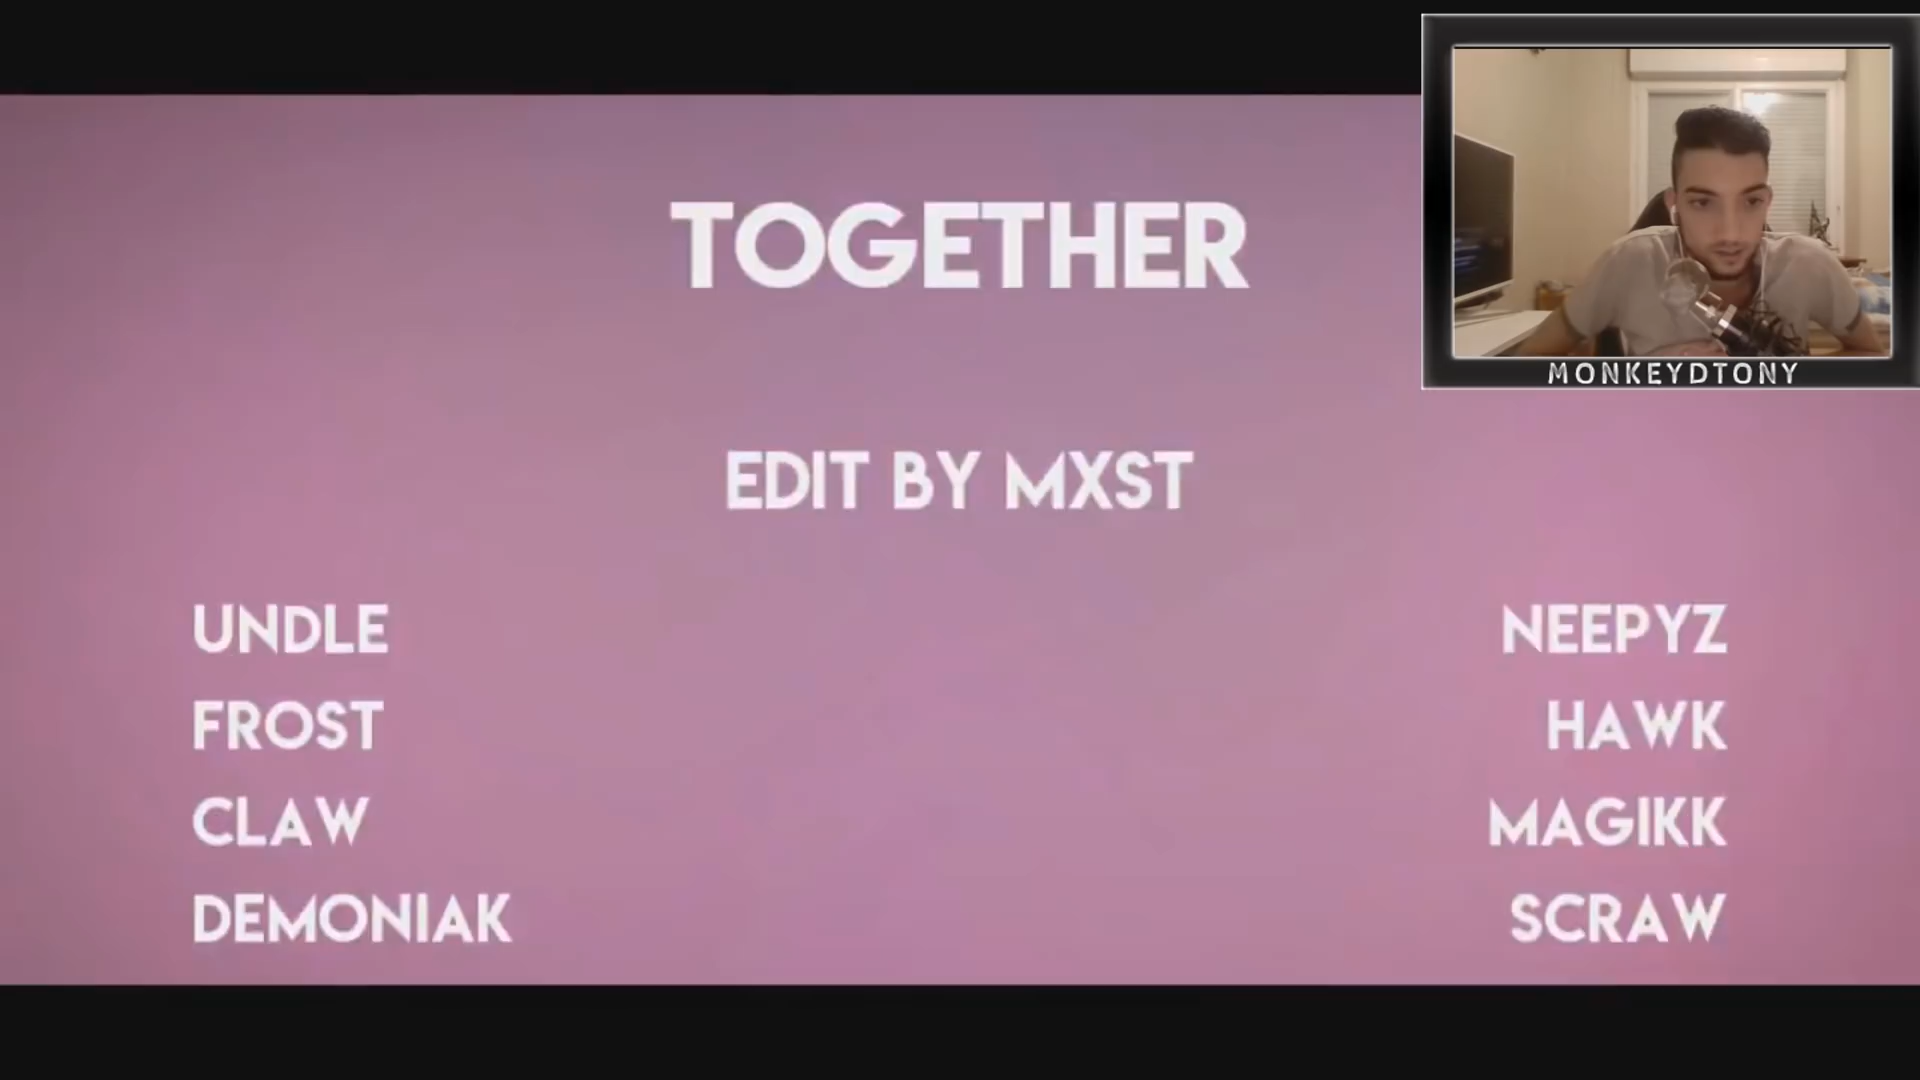 TOGETHER
MONKEYDTONY
EDIT BY MXST
UNDLE
NEEPYZ
FROST
HAWK
CLAW
MAGIKK
DEMONIAK
SCRAW